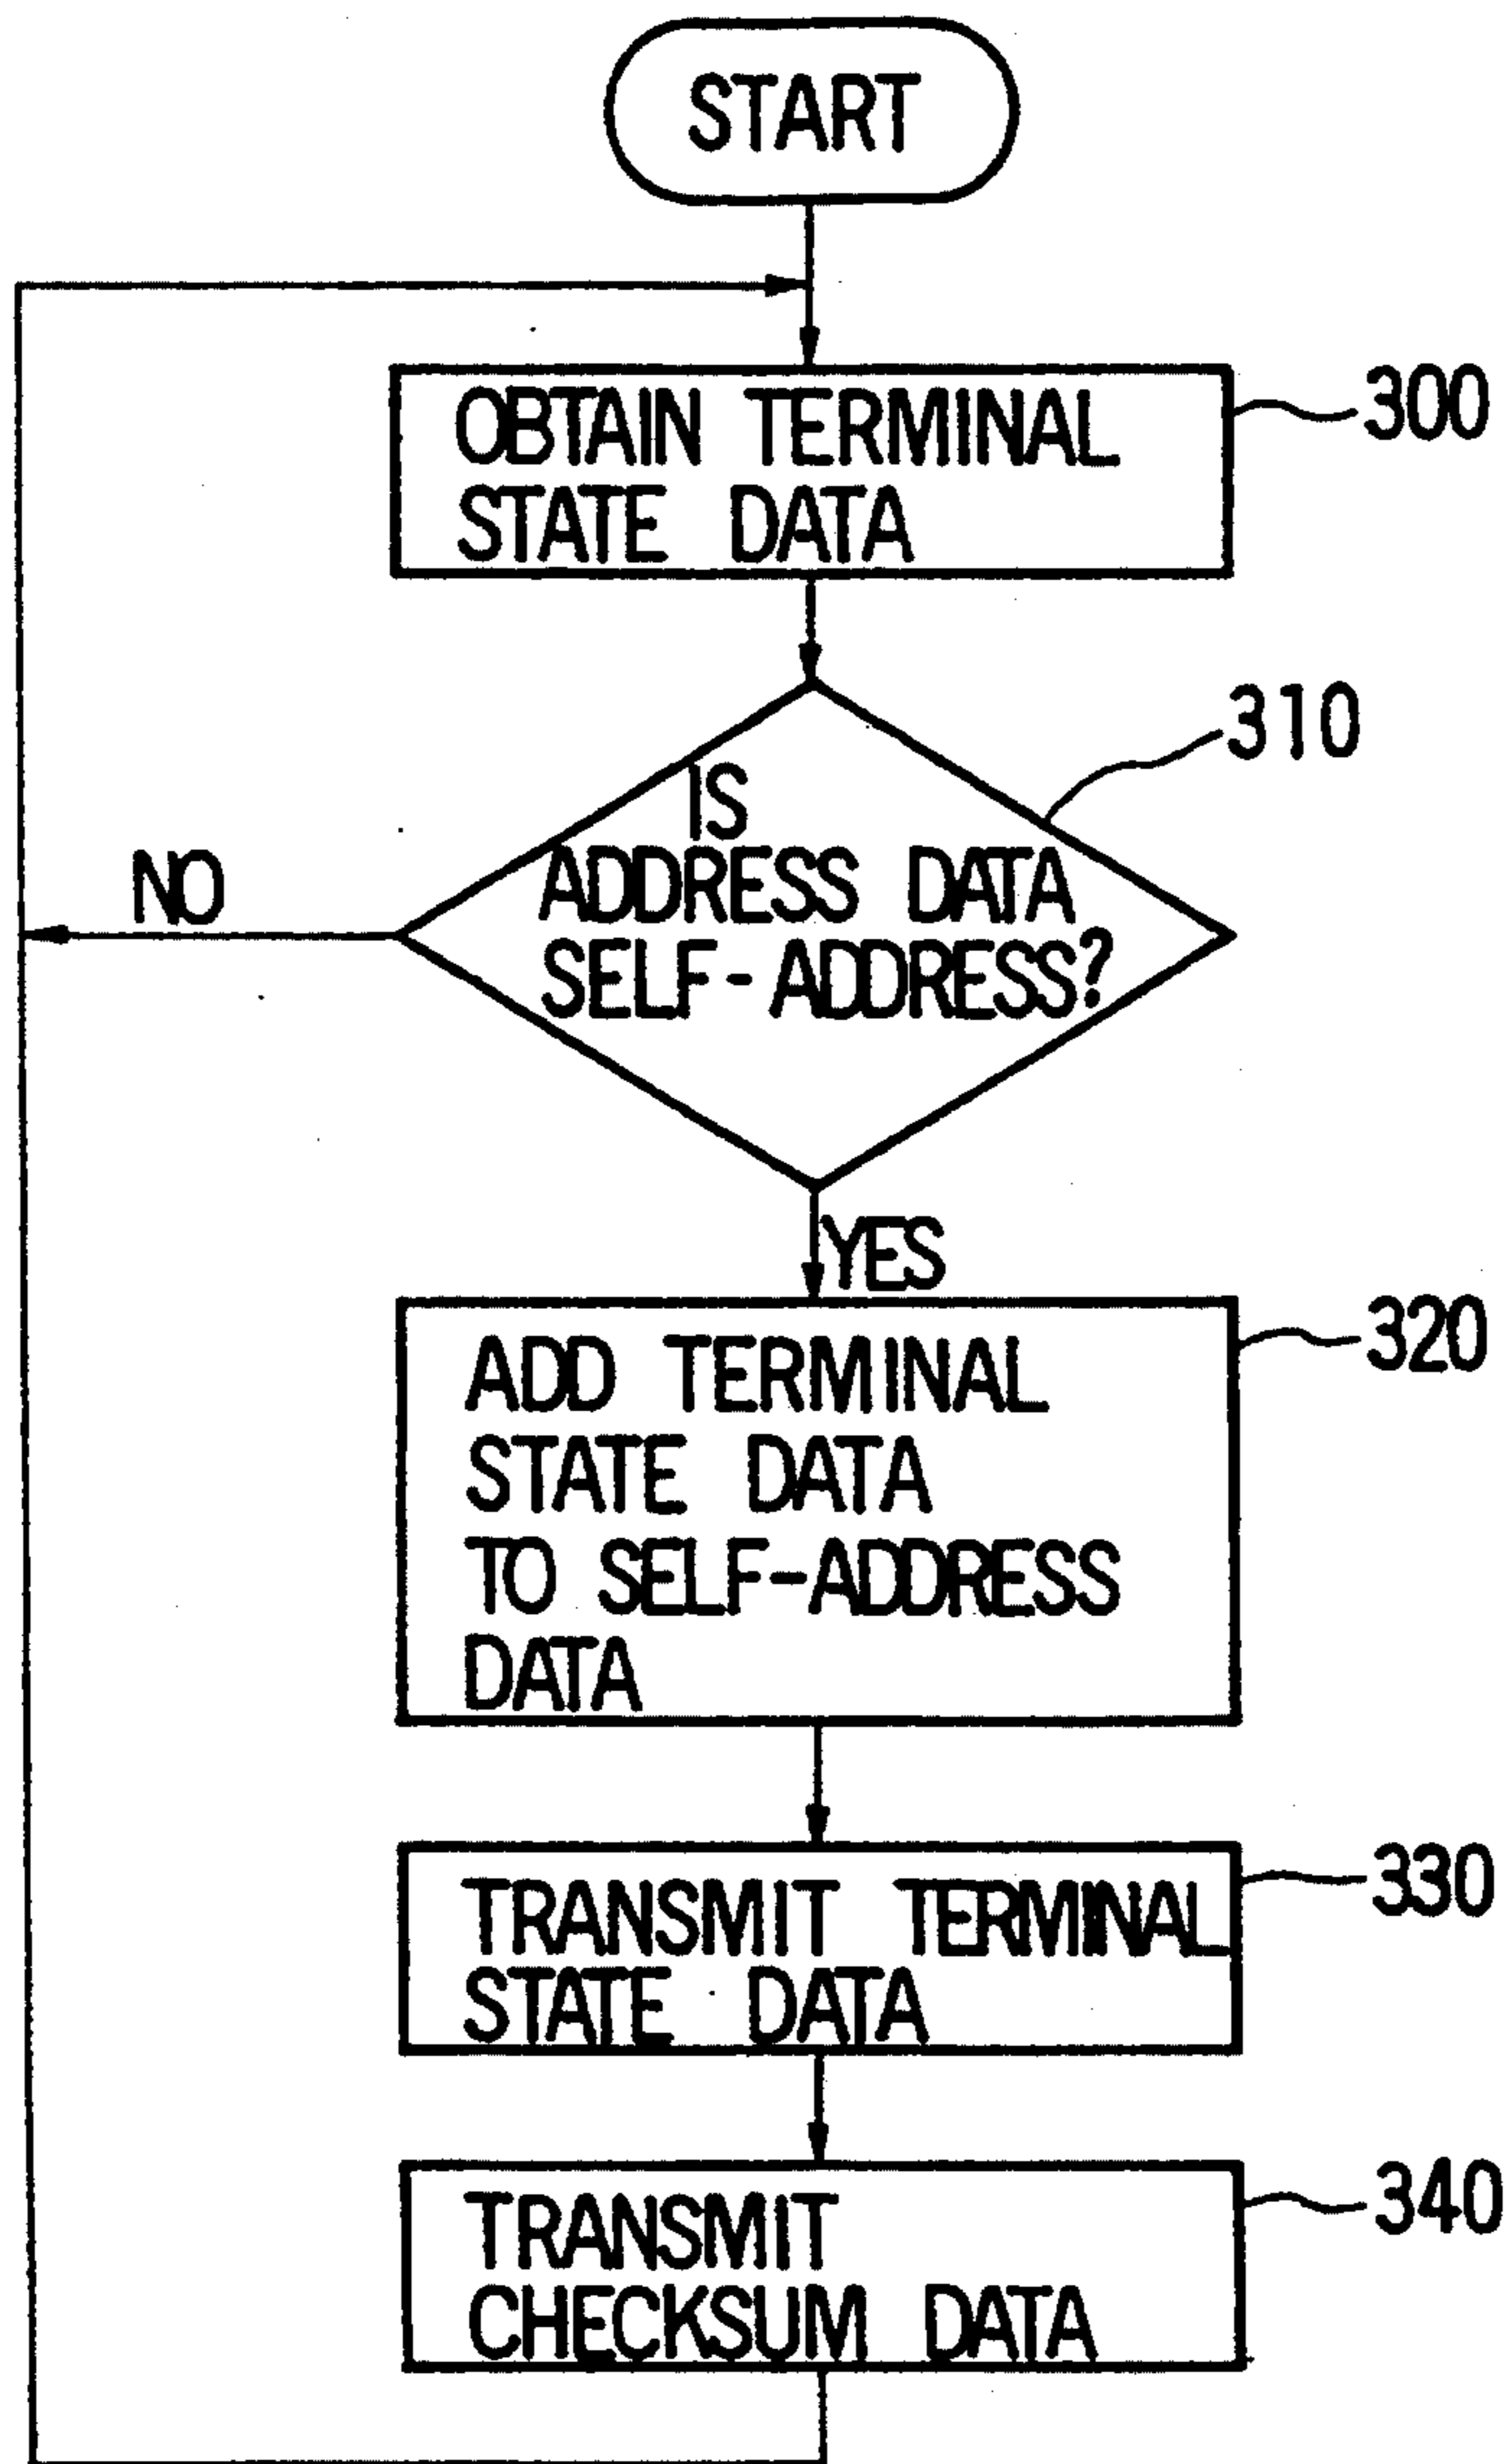 START
OBTAIN TERMINAL
STATE DATA
300
310
IS
ADDRESS DATA
SELF-ADDRESS?
NO
YES
ADD TERMINAL
STATE DATA
TO SELF-ADDRESS
DATA
320
TRANSMIT TERMINAL
STATE DATA
330
TRANSMIT
CHECKSUM DATA
340